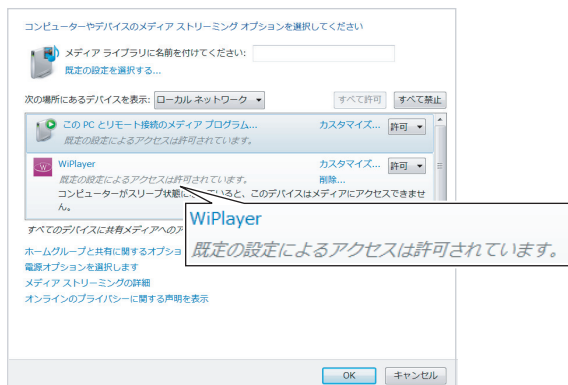 コンピューターやデバイスのメディア ストリーミング オプションを選択してください
メディア ライブラリに名前を付けてください:
既定の設定を選択する...
次の場所にあるデバイスを表示: ローカル ネットワーク すべて許可 すべて禁止
この PC とリモート接続のメディア プログラム... カスタマイズ... 許可
既定の設定によるアクセスは許可されています。
WiPlayer カスタマイズ... 許可
既定の設定によるアクセスは許可されています。 削除...
コンピューターがスリープ状態に いると、このデバイスはメディアにアクセスできませ
ん。
WiPlayer
既定の設定によるアクセスは許可されています。
すべてのデバイスに共有メディアへのア
ホームグループと共有に関するオプショ
電源オプションを選択します
メディア ストリーミングの詳細
オンラインのプライバシーに関する声明を表示
OK キャンセル